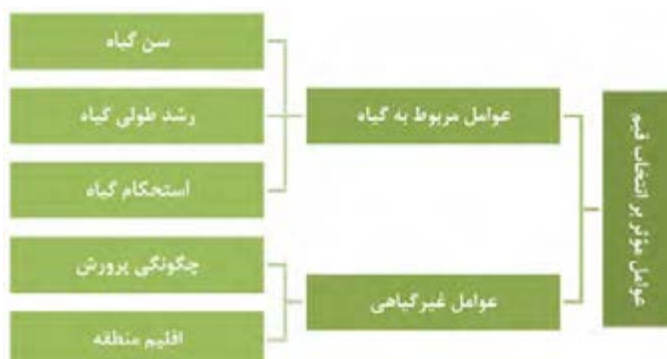 عوامل مؤثر بر انتخاب قیم
عوامل مربوط به گیاه
سن گیاه
رشد طولی گیاه
استحکام گیاه
عوامل غیرگیاهی
چگونگی پرورش
اقلیم منطقه